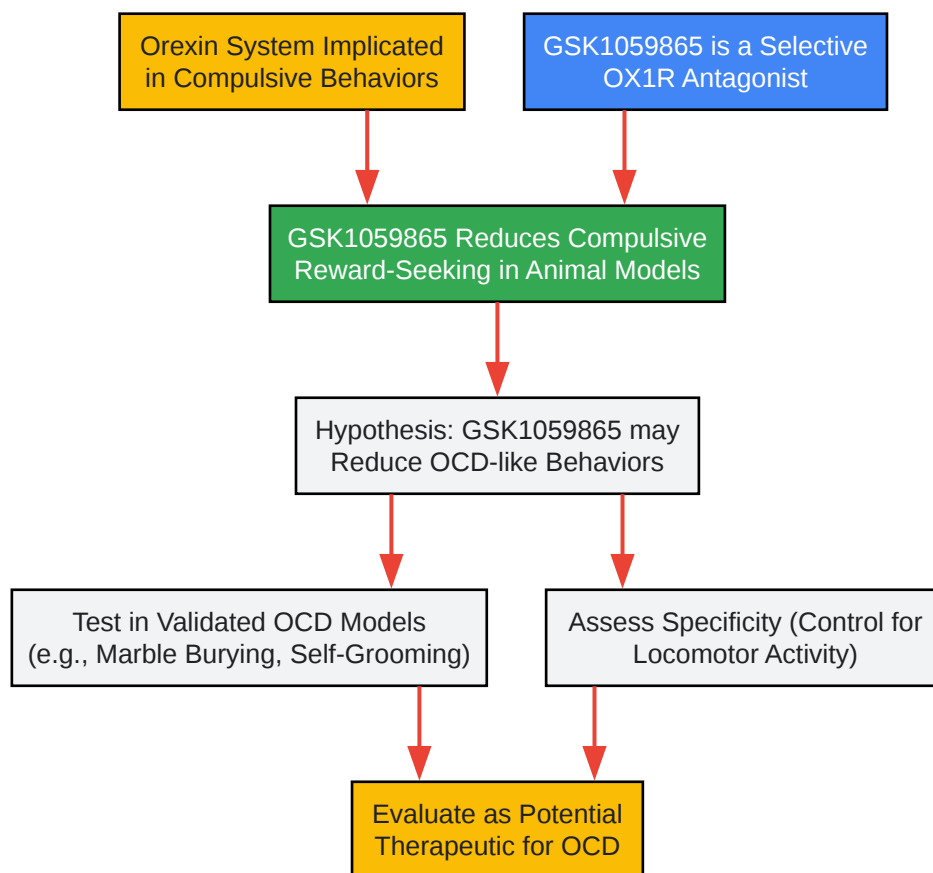 Orexin System Implicated
in Compulsive Behaviors
GSK1059865 is a Selective
OX1R Antagonist
GSK1059865 Reduces Compulsive
Reward-Seeking in Animal Models
Hypothesis: GSK1059865 may
Reduce OCD-like Behaviors
Test in Validated OCD Models
(e.g., Marble Burying, Self-Grooming)
Assess Specificity (Control for
Locomotor Activity)
Evaluate as Potential
Therapeutic for OCD